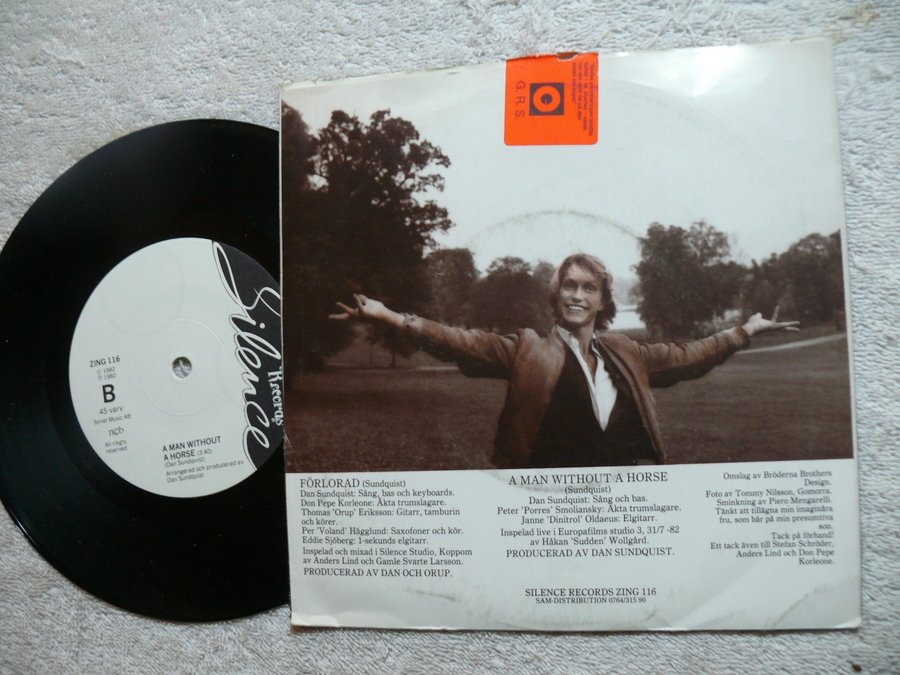 ZING 116
℗ 1982
© 1982
B
45 varv
Sonet Music AB
ncb
All rights
reserved
A MAN WITHOUT
A HORSE (3:40)
(Dan Sundqvist)
Arrangerad och producerad av
Dan Sundqvist
Silence
Records
G.R.S.
FÖRLORAD (Sundquist)
Dan Sundquist: Sång, bas och keyboards.
Don Pepe Korleone: Äkta trumslagare.
Thomas 'Orup' Eriksson: Gitarr, tamburin
och körer.
Per 'Voland' Hägglund: Saxofoner och kör.
Eddie Sjöberg: 1-sekunds elgitarr.
Inspelad och mixad i Silence Studio, Koppom
av Anders Lind och Gamle Svarte Larsson.
PRODUCERAD AV DAN OCH ORUP.
A MAN WITHOUT A HORSE
(Sundquist)
Dan Sundquist: Sång och bas.
Peter 'Porres' Smoliansky: Äkta trumslagare.
Janne 'Dinitrol' Oldaeus: Elgitarr.
Inspelad live i Europafilms studio 3, 31/7 -82
av Håkan 'Sudden' Wollgård.
PRODUCERAD AV DAN SUNDQUIST.
Omslag av Bröderna Brothers
Design.
Foto av Tommy Nilsson, Gomorra.
Sminkning av Piero Mengarelli.
Tänkt att tillägna min imaginära
fru, som bär på min presumtiva
son.
Tack på förhand!
Ett tack även till Stefan Schröder,
Anders Lind och Don Pepe
Korleone.
SILENCE RECORDS ZING 116
SAM-DISTRIBUTION 0764/315 90